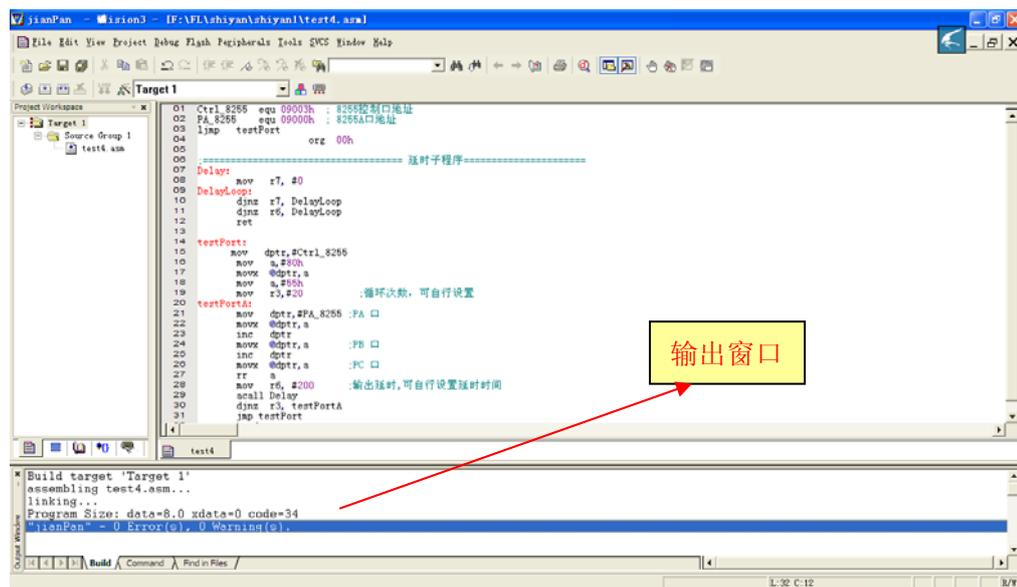 jianPan - µVision3 - [F:\FL\shiyan\shiyan1\test4.asm]
File Edit View Project Debug Flash Peripherals Tools SVCS Window Help
Target 1
Project Workspace
Target 1
Source Group 1
test4.asm
01 Ctrl_8255 equ 09003h ; 8255控制口地址
02 PA_8255 equ 09000h ; 8255A口地址
03 ljmp testPort
04 org 00h
05
06 ;=================================== 延时子程序======================
07 Delay:
08 mov r7, #0
09 DelayLoop:
10 djnz r7, DelayLoop
11 djnz r6, DelayLoop
12 ret
13
14 testPort:
15 mov dptr,#Ctrl_8255
16 mov a,#80h
17 movx @dptr,a
18 mov a,#55h
19 mov r3,#20 ;循环次数, 可自行设置
20 testPortA:
21 mov dptr,#PA_8255 ;PA 口
22 movx @dptr,a
23 inc dptr
24 movx @dptr,a ;PB 口
25 inc dptr
26 movx @dptr,a ;PC 口
27 rr a
28 mov r6, #200 ;输出延时,可自行设置延时时间
29 acall Delay
30 djnz r3, testPortA
31 jmp testPort
输出窗口
test4
Build target 'Target 1'
assembling test4.asm...
linking...
Program Size: data=8.0 xdata=0 code=34
"jianPan" - 0 Error(s), 0 Warning(s).
Output Window
Build Command Find in Files
L:32 C:12
R/W